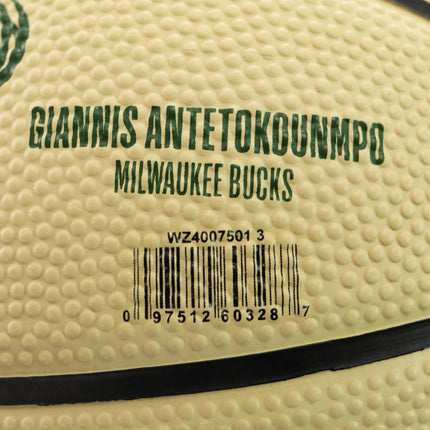 GIANNIS ANTETOKOUNMPO
MILWAUKEE BUCKS
WZ4007501 3
0 97512 60328 7